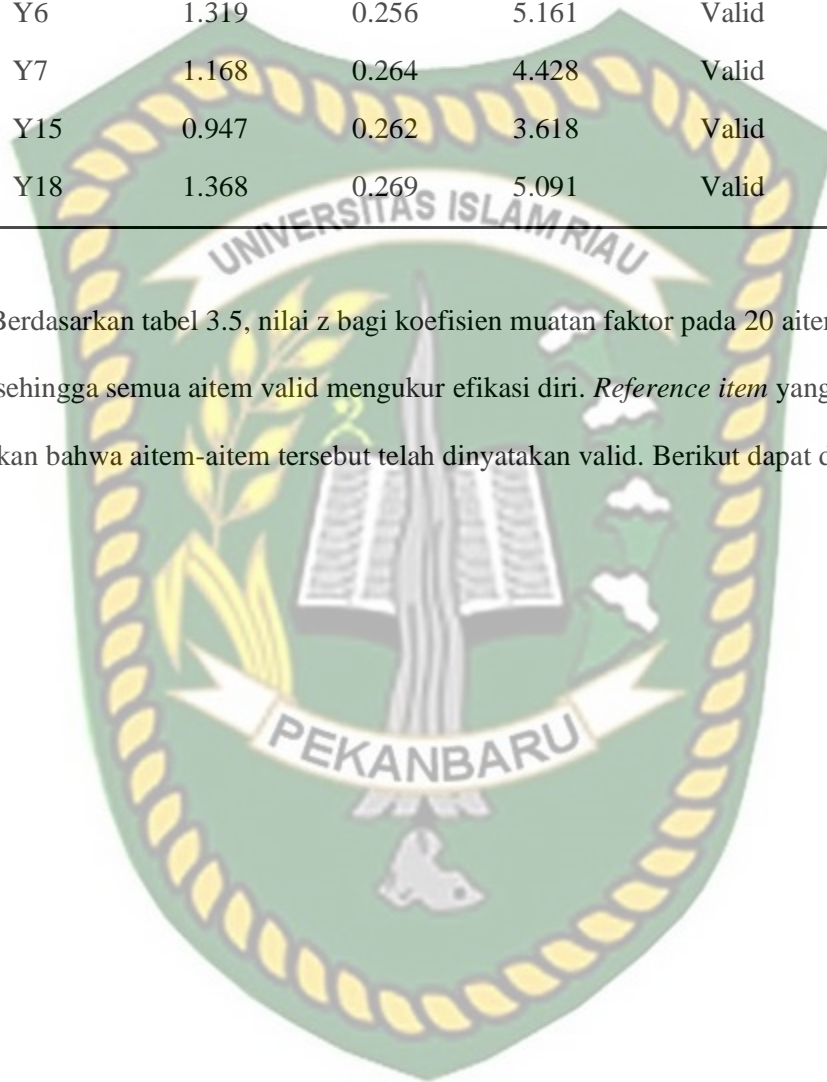 Y6 1.319 0.256 5.161 Valid
Y7 1.168 0.264 4.428 Valid
Y15 0.947 0.262 3.618 Valid
Y18 1.368 0.269 5.091 Valid
UNIVERSITAS ISLAM RIAU
Berdasarkan tabel 3.5, nilai z bagi koefisien muatan faktor pada 20
sehingga semua aitem valid mengukur efikasi diri. Reference item yang
bahwa aitem-aitem tersebut telah dinyatakan valid. Berikut dapat
PEKANBARU